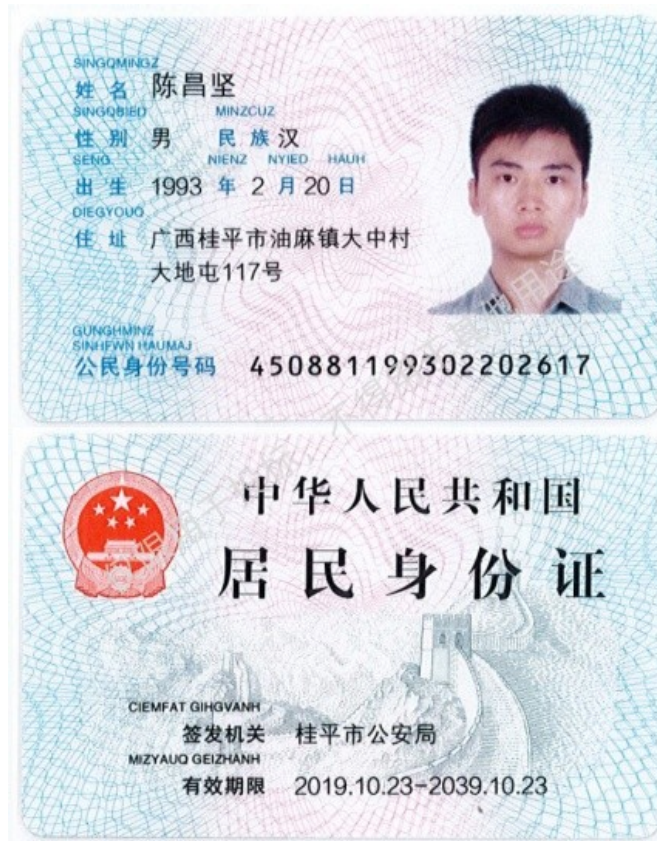 SINGQMINGZ
姓名 陈昌坚
SINGQBIED MINZCUZ
性别 男 民族 汉
SENG NIENZ NYIED HAUH
出生 1993 年 2 月 20 日
DIEGYOUQ
住址 广西桂平市油麻镇大中村
大地屯117号
GUNGHMINZ
SINHFWN HAUMAJ
公民身份号码 450881199302202617
中华人民共和国
居民身份证
CIEMFAT GIHGVANH
签发机关 桂平市公安局
MIZYAUQ GEIZHANH
有效期限 2019.10.23-2039.10.23